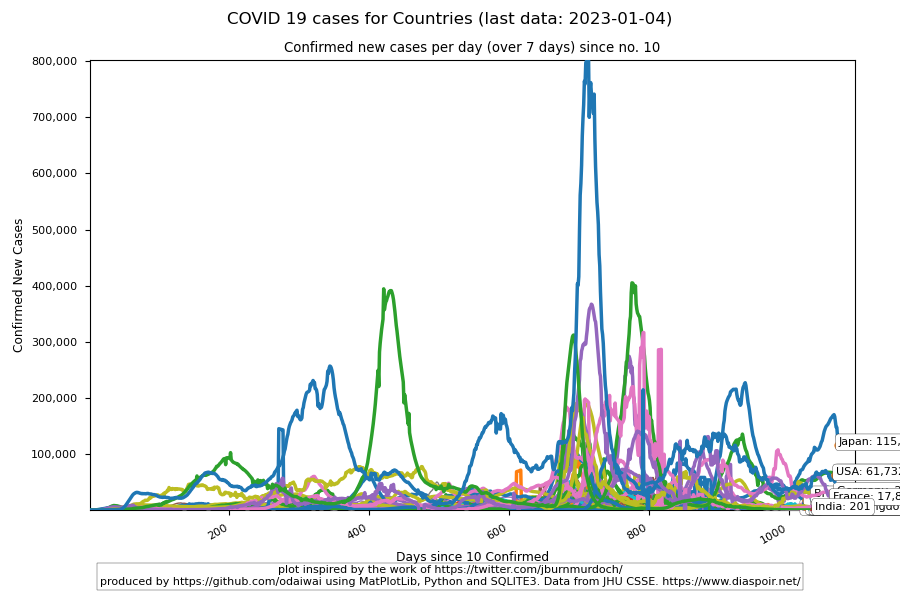 COVID 19 cases for Countries (last data: 2023-01-04)
Confirmed new cases per day (over 7 days) since no. 10
800,000
700,000
600,000
500,000
400,000
300,000
200,000
100,000
Confirmed New Cases
Japan: 115,
USA: 61,73
France: 17,8
India: 201
200
400
600
800
1000
Days since 10 Confirmed
plot inspired by the work of https://twitter.com/jburnmurdoch/
produced by https://github.com/odaiwai using MatPlotLib, Python and SQLITE3. Data from JHU CSSE. https://www.diaspoir.net/